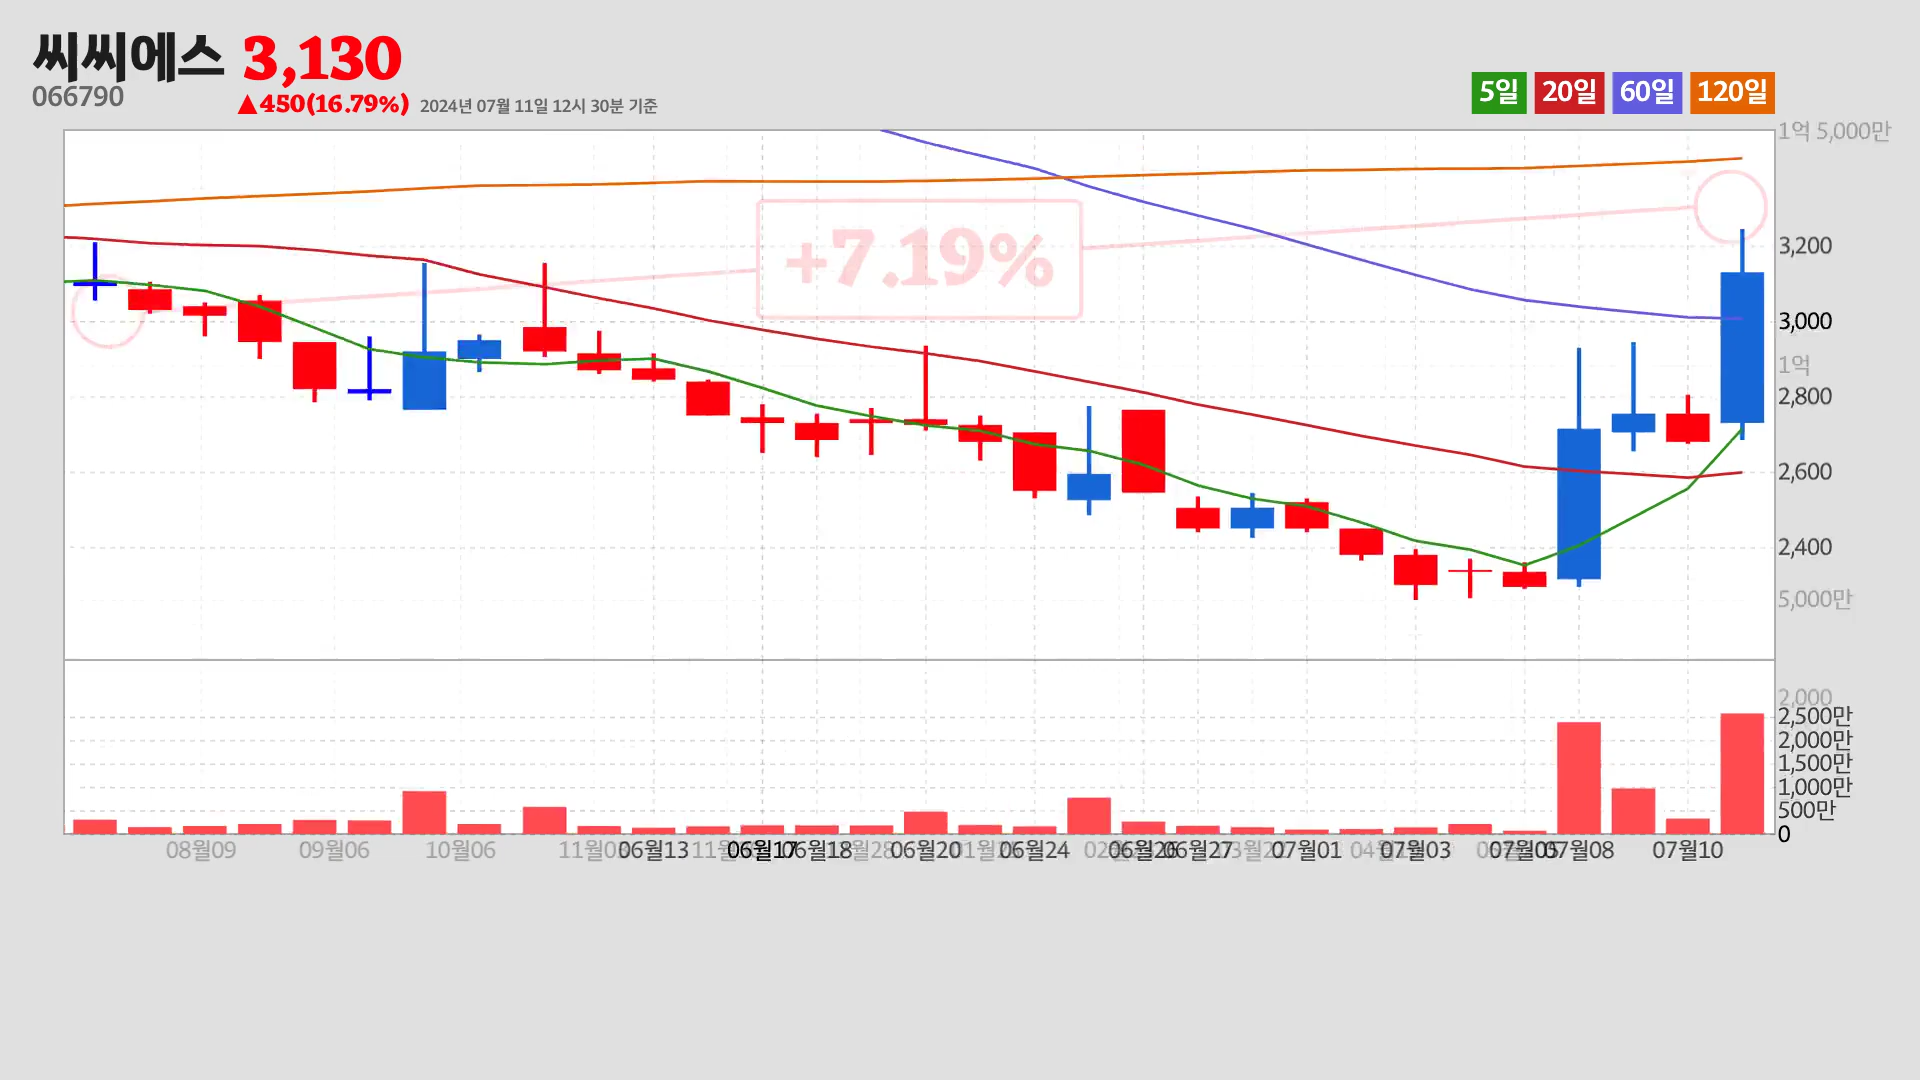 씨씨에스 3,130
066790
▲450(16.79%) 2024년 07월 11일 12시 30분 기준
5일 20일 60일 120일
1억 5,000만
+7.19%
3,200
3,000
1억
2,800
2,600
2,400
5,000만
2,000
2,500만
2,000만
1,500만
1,000만
500만
0
08월09 09월06 10월06 06월13 06월17 06월18 06월20 06월24 06월26 06월27 07월01 07월03 07월05 07월08 07월10